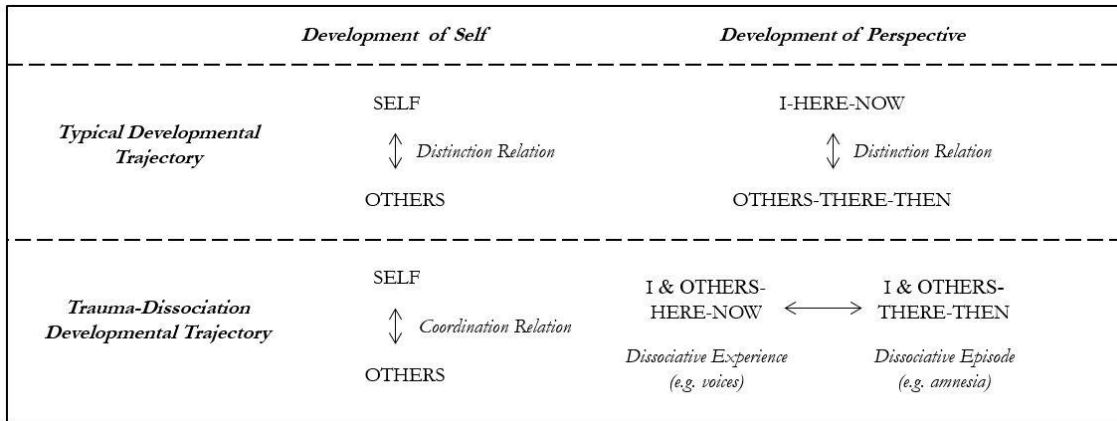 Development of Self
Development of Perspective
Typical Developmental
Trajectory
SELF
Distinction Relation
OTHERS
I-HERE-NOW
Distinction Relation
OTHERS-THERE-THEN
Trauma-Dissociation
Developmental Trajectory
SELF
Coordination Relation
OTHERS
I & OTHERS-
HERE-NOW
Dissociative Experience
(e.g. voices)
I & OTHERS-
THERE-THEN
Dissociative Episode
(e.g. amnesia)